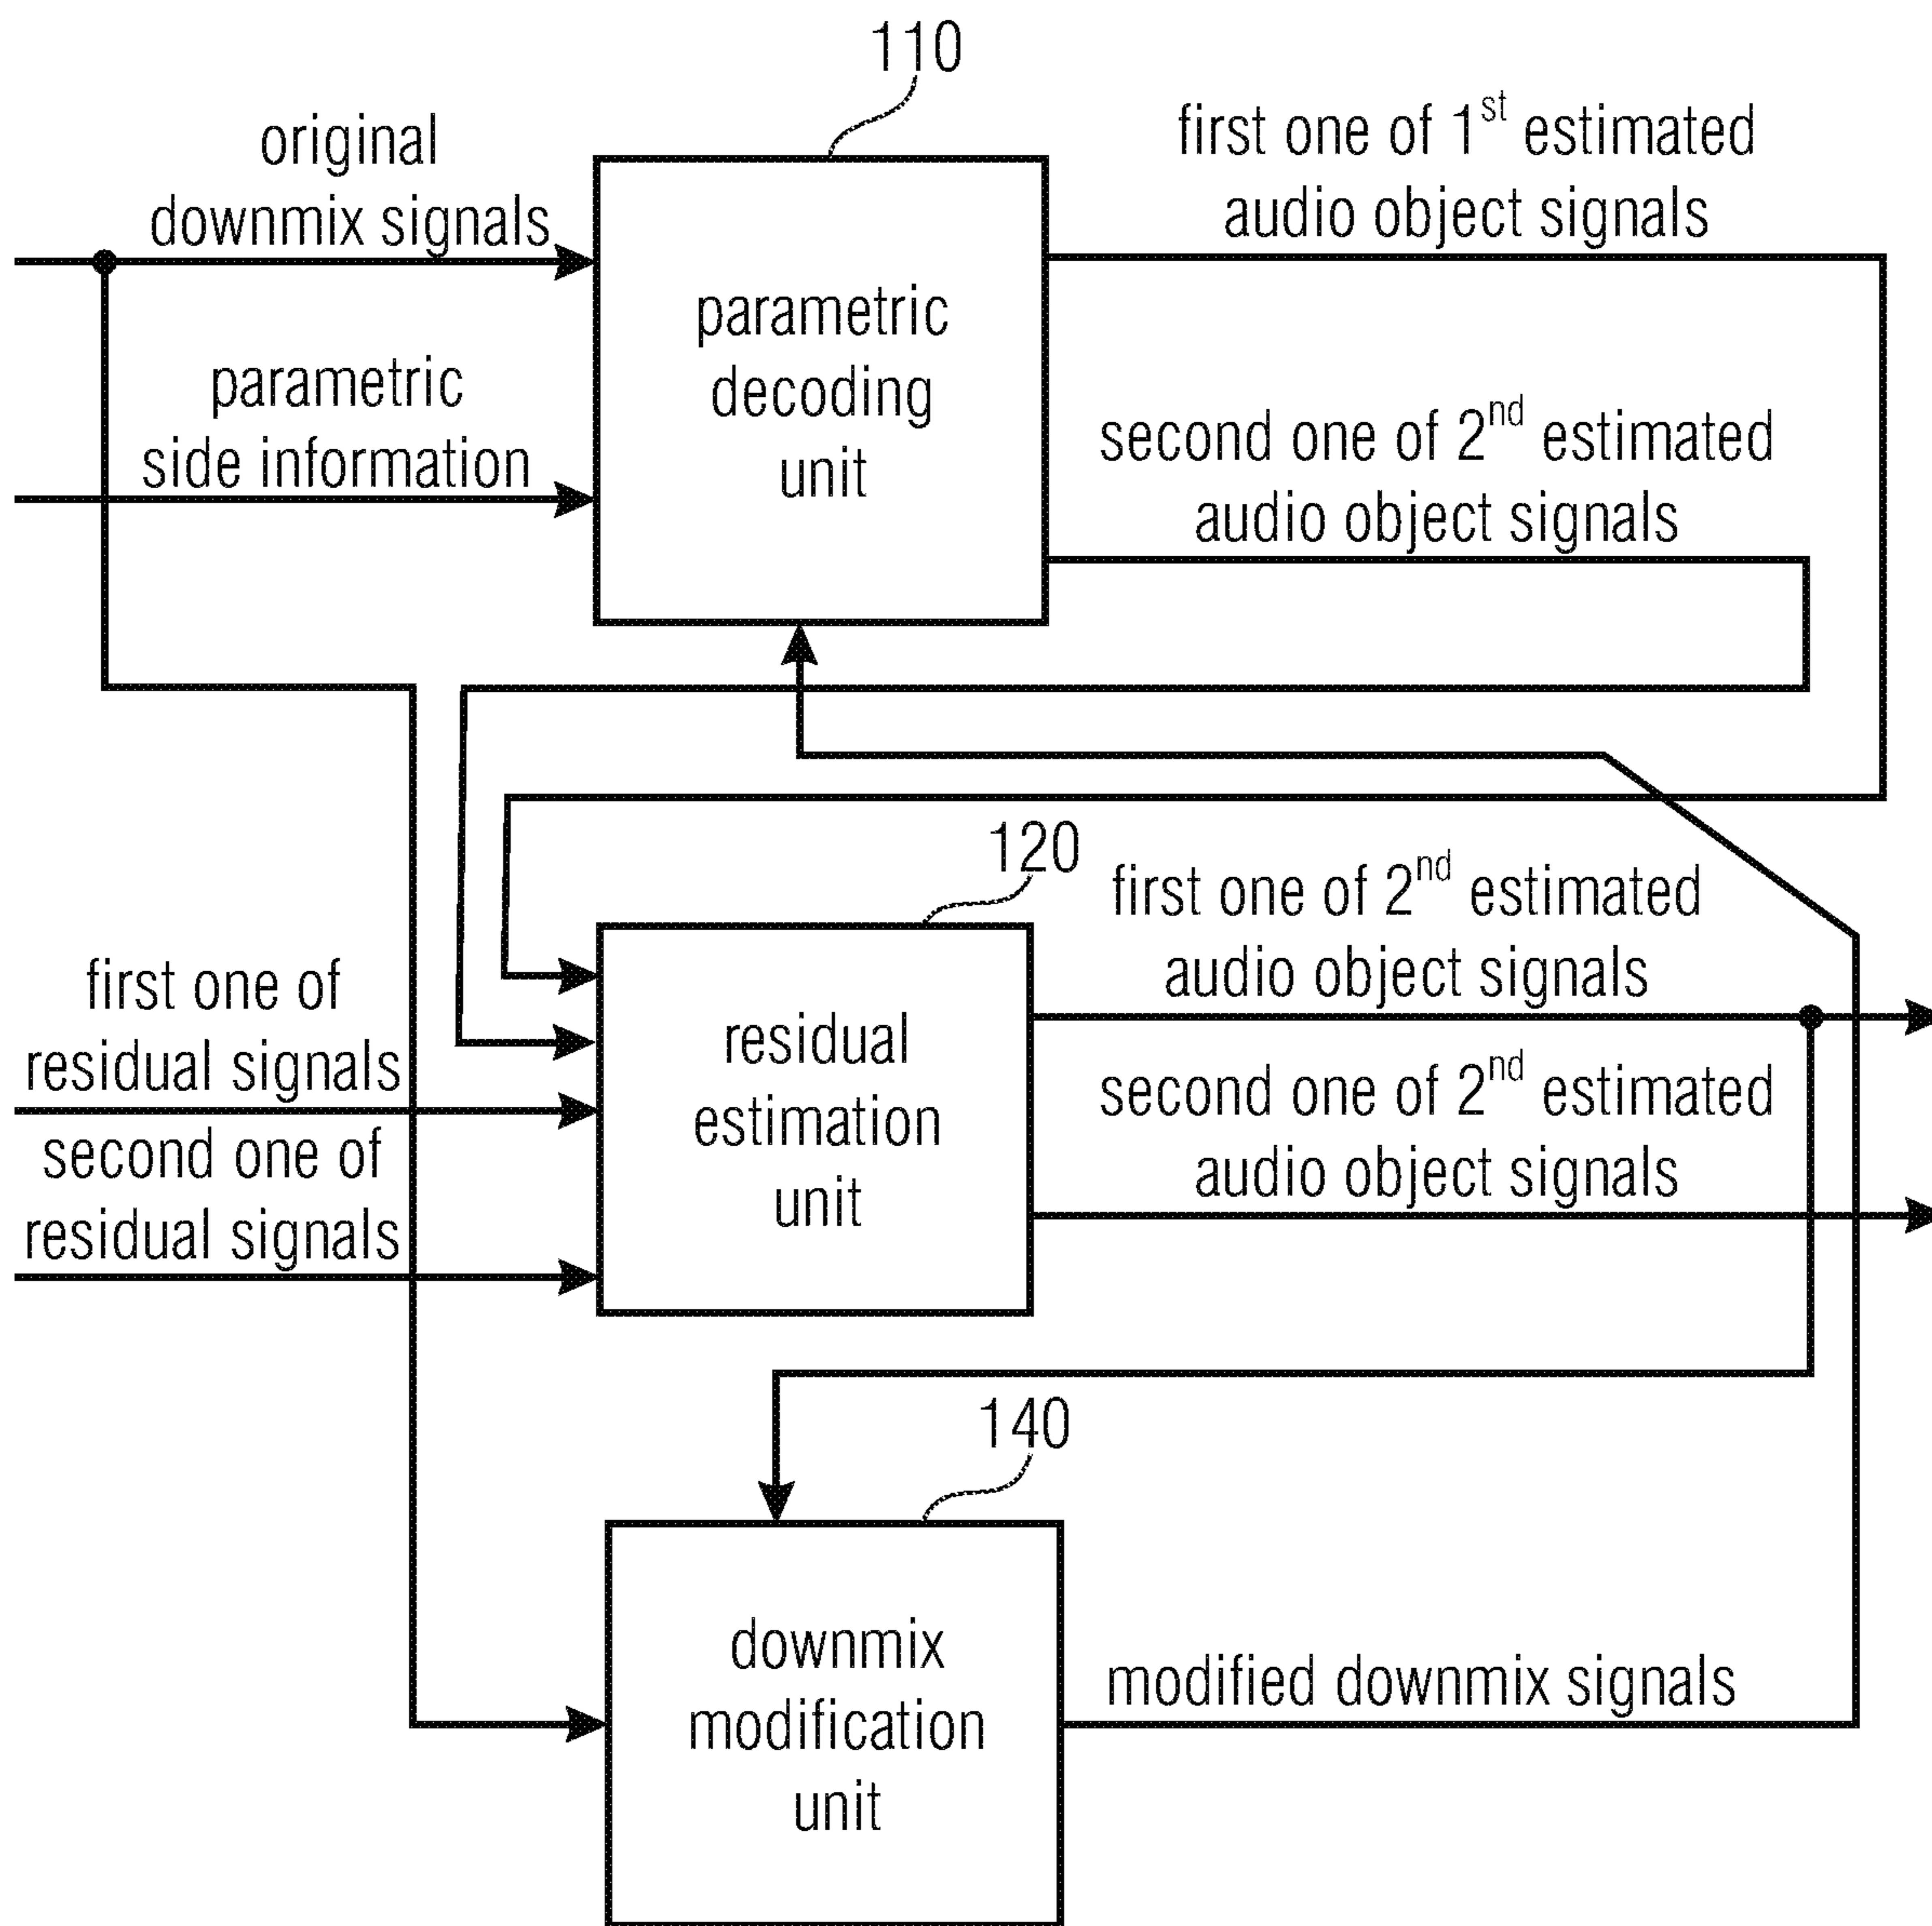 110
original
downmix signals
first one of 1st estimated
audio object signals
parametric
decoding
unit
parametric
side information
second one of 2nd estimated
audio object signals
120
first one of 2nd estimated
audio object signals
first one of
residual signals
residual
estimation
unit
second one of
residual signals
second one of 2nd estimated
audio object signals
140
downmix
modification
unit
modified downmix signals